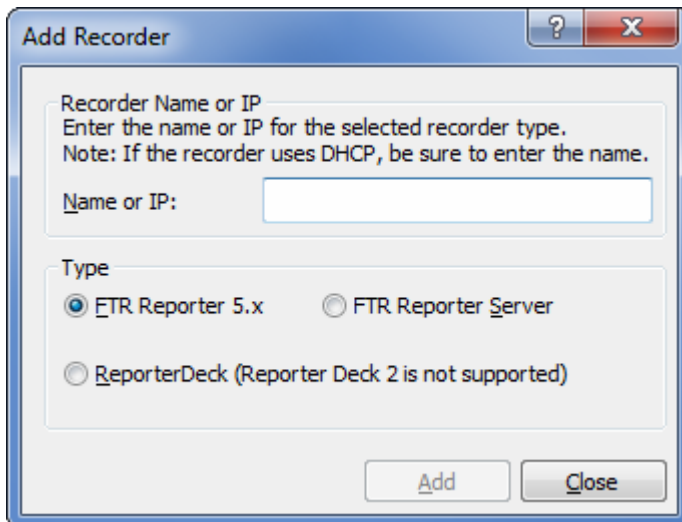 Add Recorder
?
X
Recorder Name or IP
Enter the name or IP for the selected recorder type.
Note: If the recorder uses DHCP, be sure to enter the name.
Name or IP:
Type
FTR Reporter 5.x
FTR Reporter Server
ReporterDeck (Reporter Deck 2 is not supported)
Add
Close